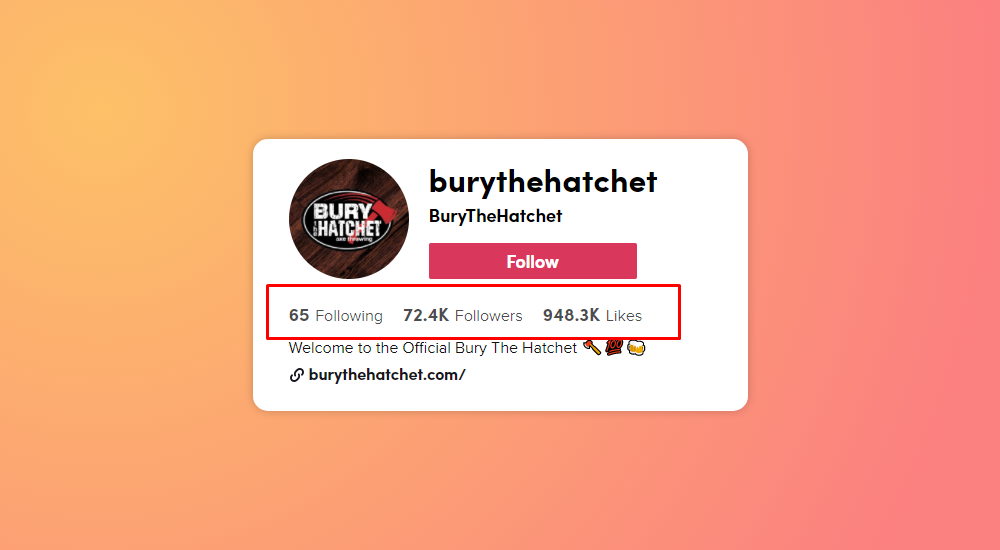 BURY
THE HATCHET
axe throwing
burythehatchet
BuryTheHatchet
Follow
65 Following 72.4K Followers 948.3K Likes
Welcome to the Official Bury The Hatchet 🪓 💯 🍻
burythehatchet.com/